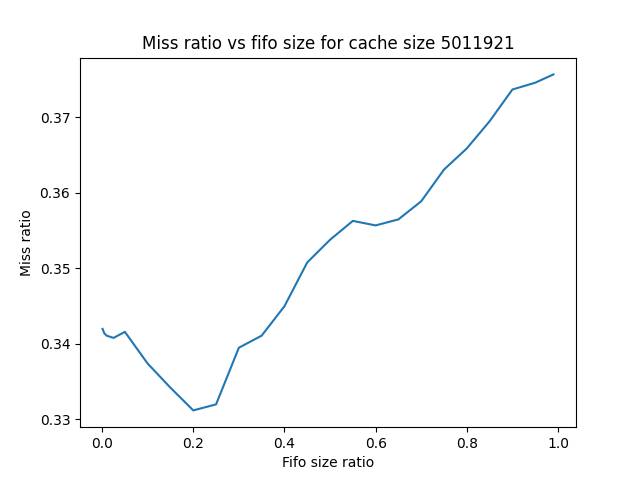 Miss ratio vs fifo size for cache size 5011921
Miss ratio
0.37
0.36
0.35
0.34
0.33
0.0 0.2 0.4 0.6 0.8 1.0
Fifo size ratio